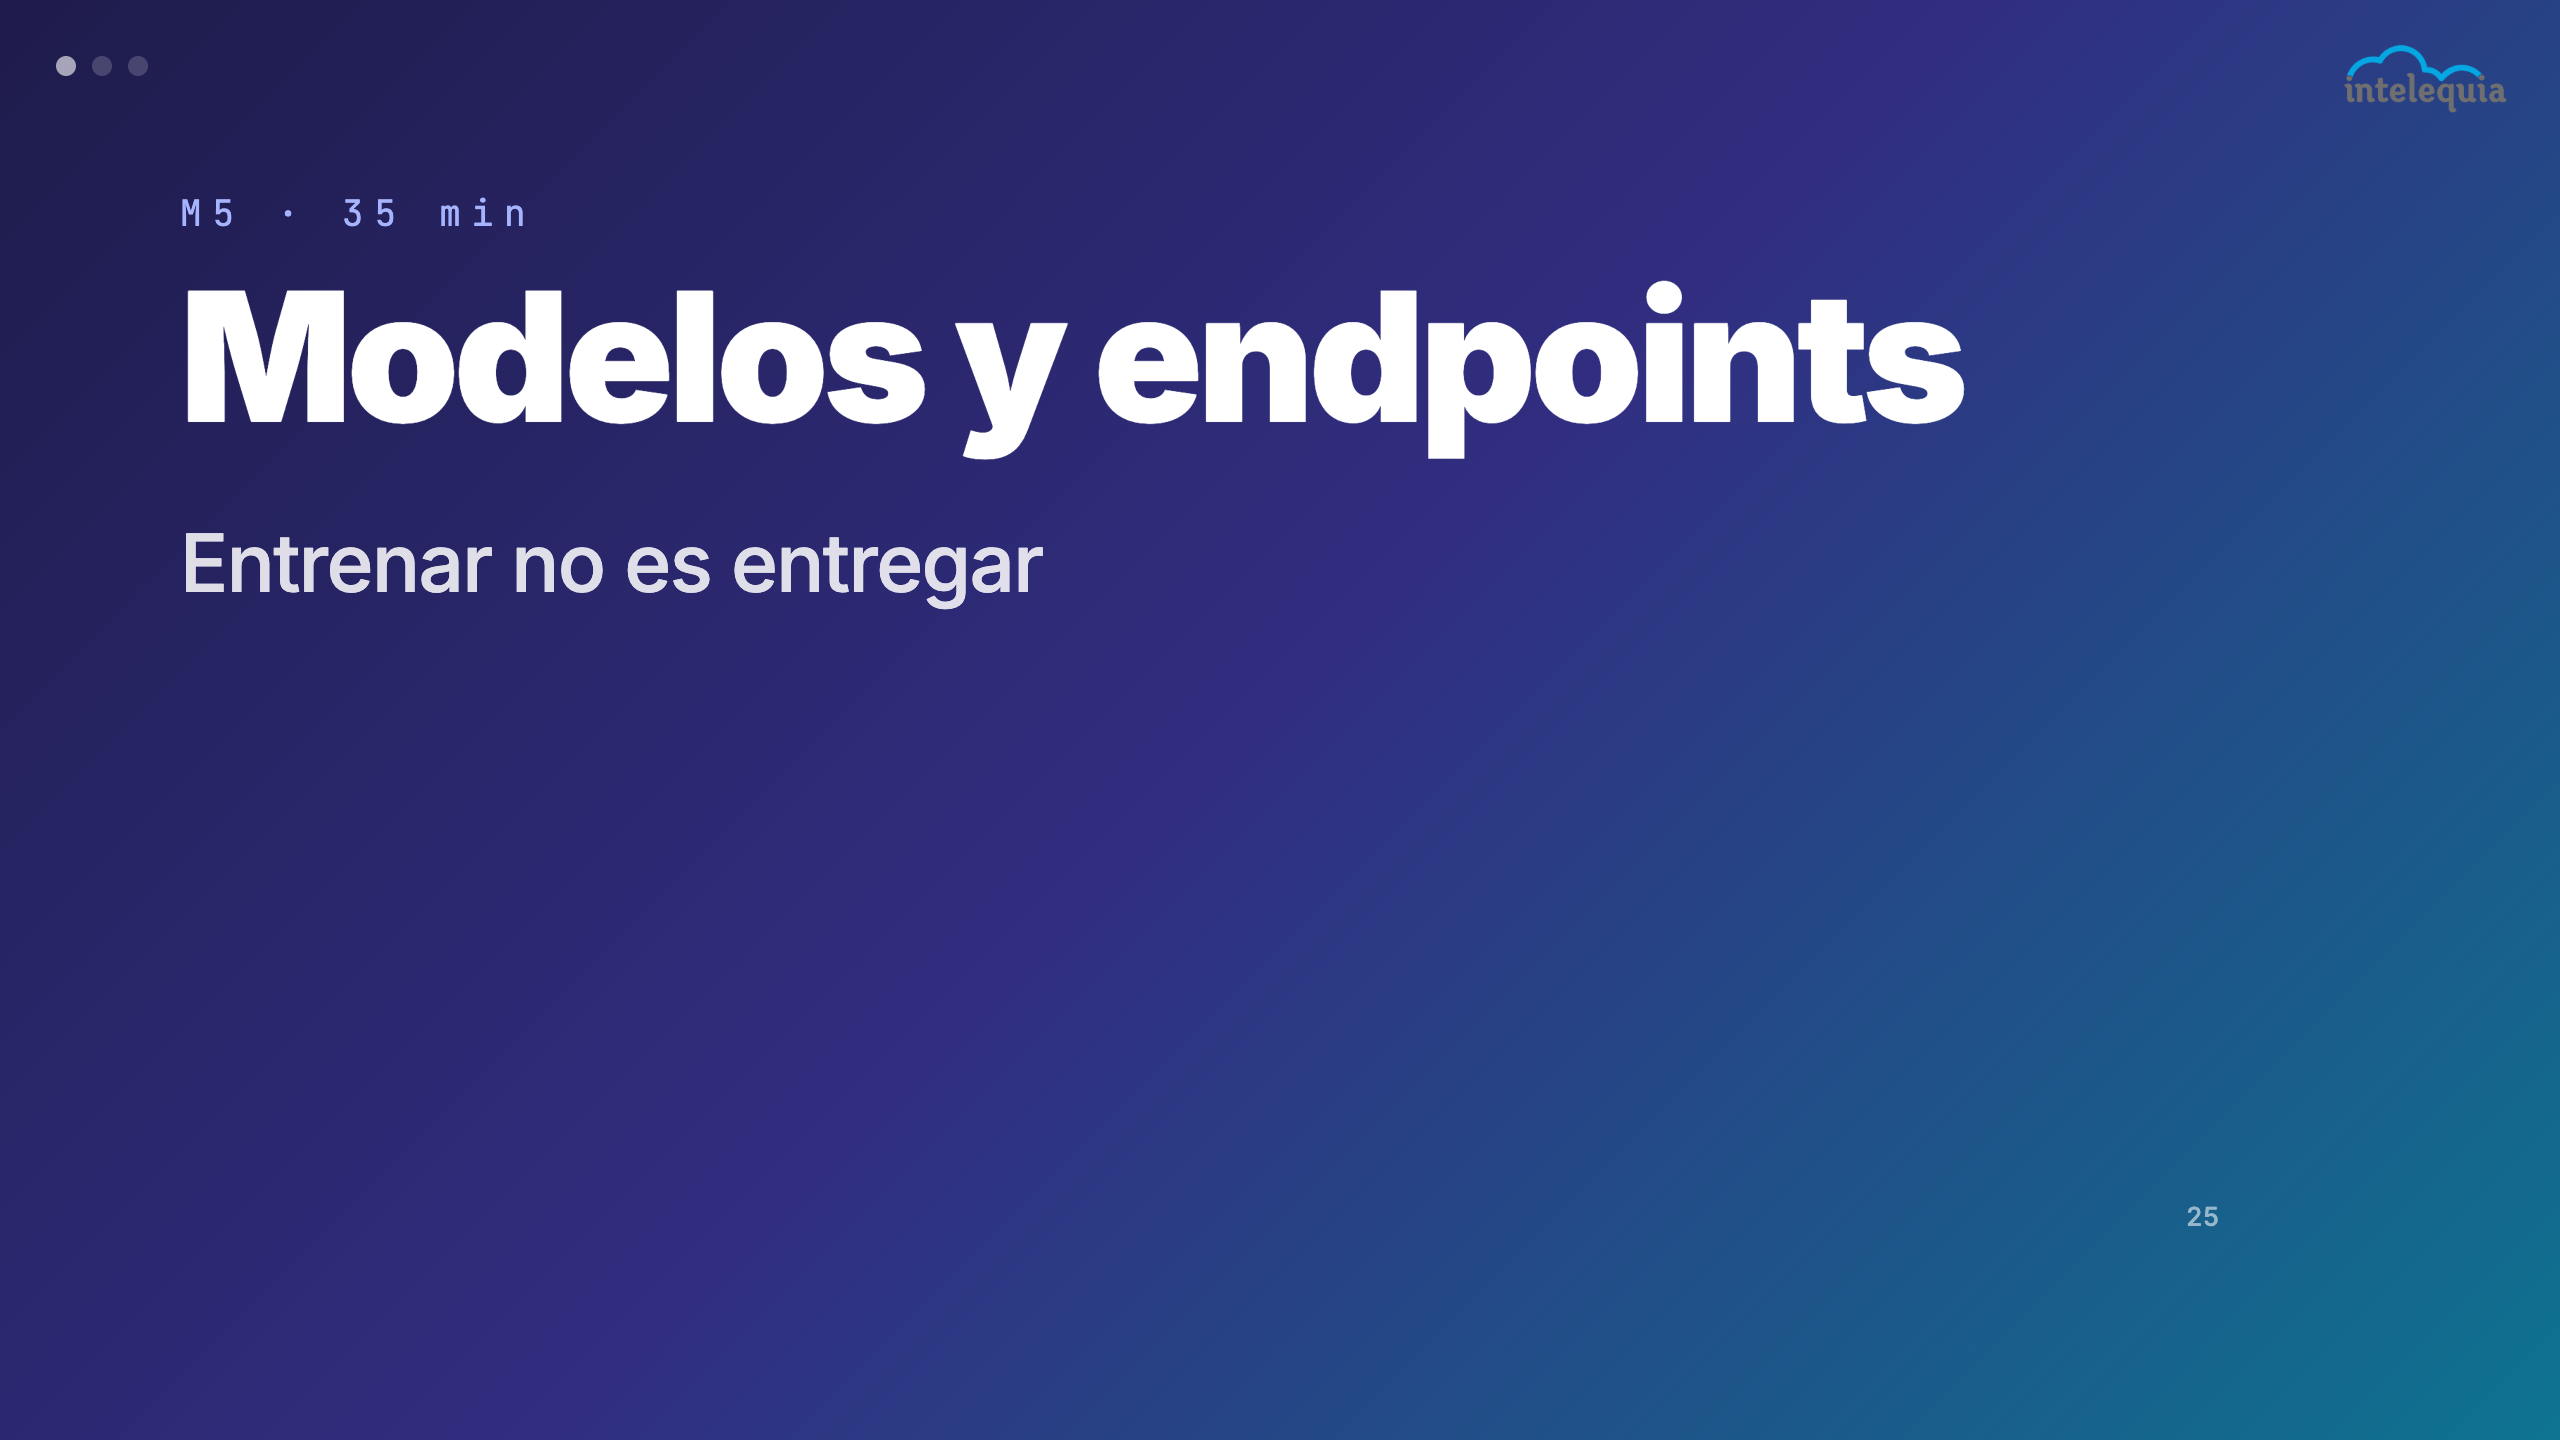 intelequia
M5 · 35 min
Modelos y endpoints
Entrenar no es entregar
25